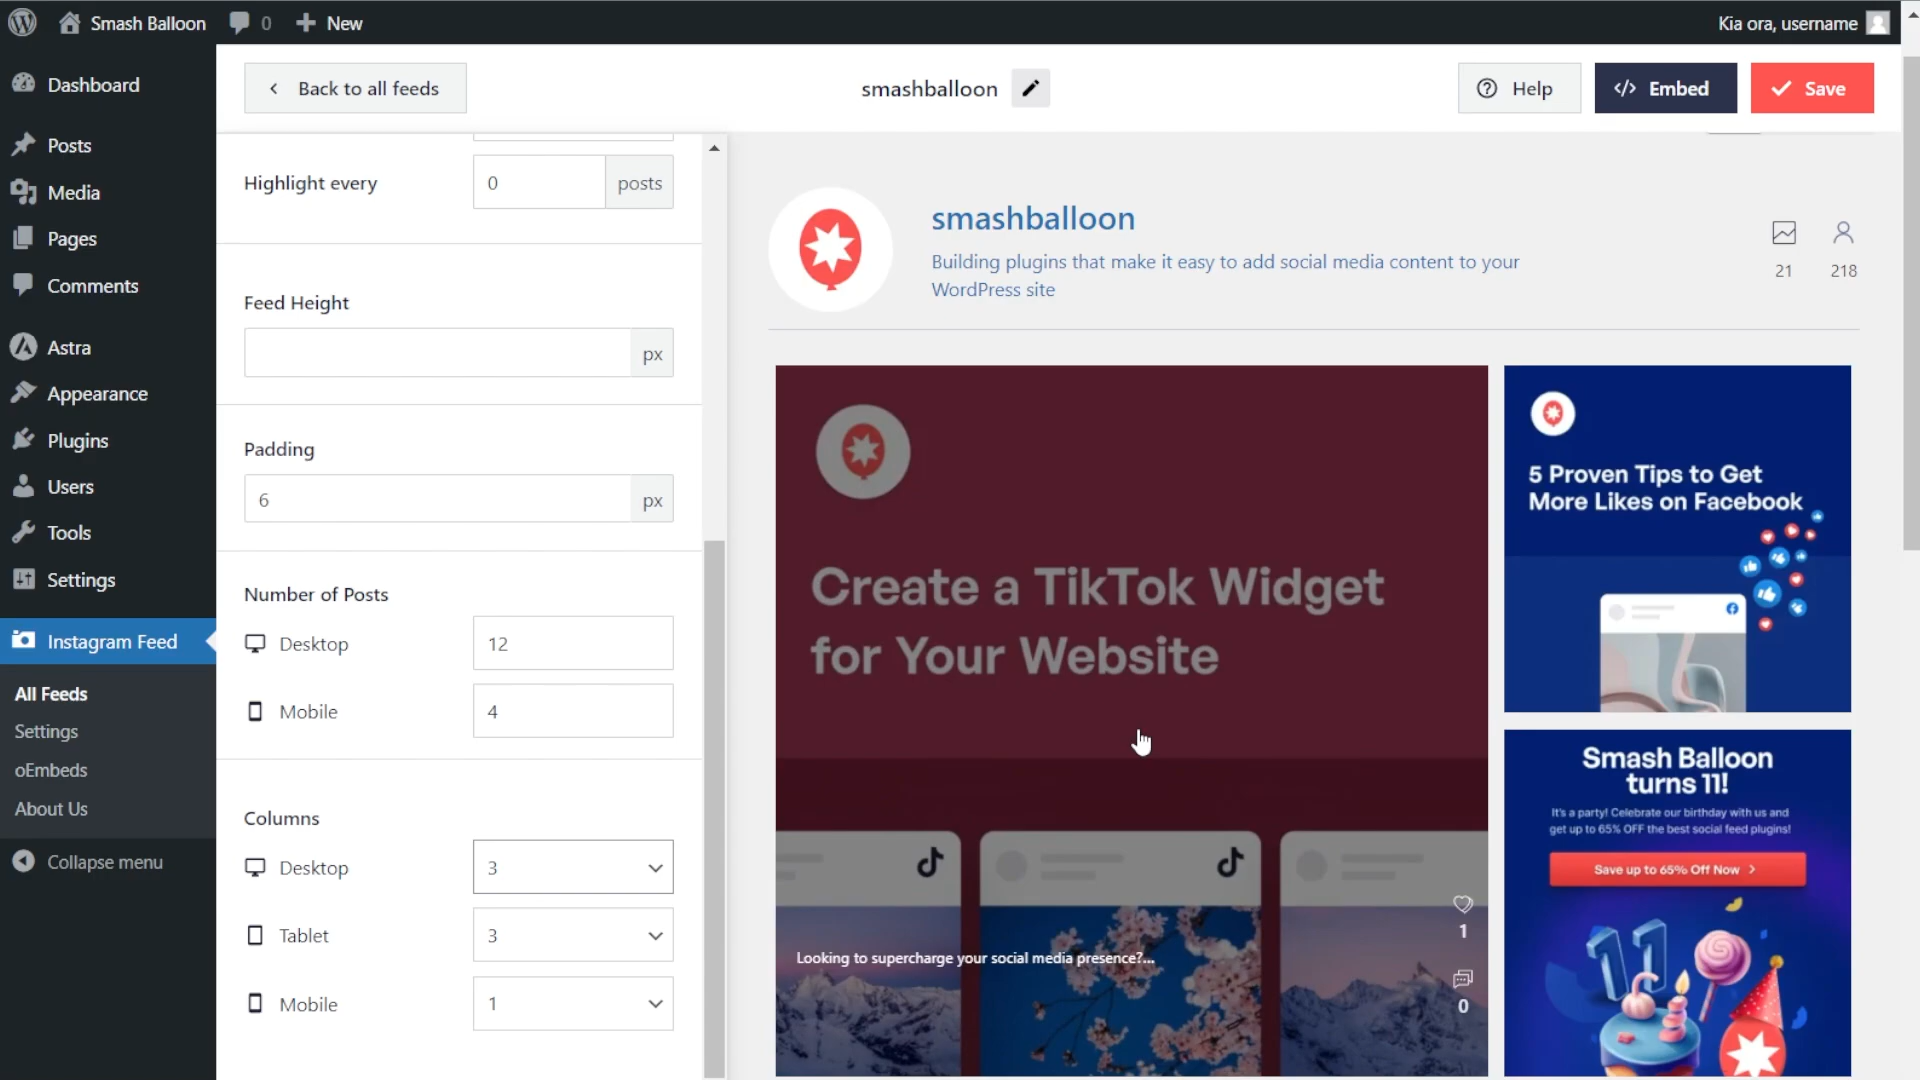 Smash Balloon
0
New
Kia ora, username
Dashboard
Posts
Media
Pages
Comments
Astra
Appearance
Plugins
Users
Tools
Settings
Instagram Feed
All Feeds
Settings
oEmbeds
About Us
Collapse menu
Back to all feeds
smashballoon
Help
</> Embed
Save
Highlight every
0
posts
Feed Height
px
Padding
6
px
Number of Posts
Desktop
12
Mobile
4
Columns
Desktop
3
Tablet
3
Mobile
1
smashballoon
Building plugins that make it easy to add social media content to your
WordPress site
21
218
Create a TikTok Widget
for Your Website
Looking to supercharge your social media presence?...
1
0
5 Proven Tips to Get
More Likes on Facebook
Smash Balloon
turns 11!
It's a party! Celebrate our birthday with us and
get up to 65% OFF the best social feed plugins!
Save up to 65% Off Now >
11